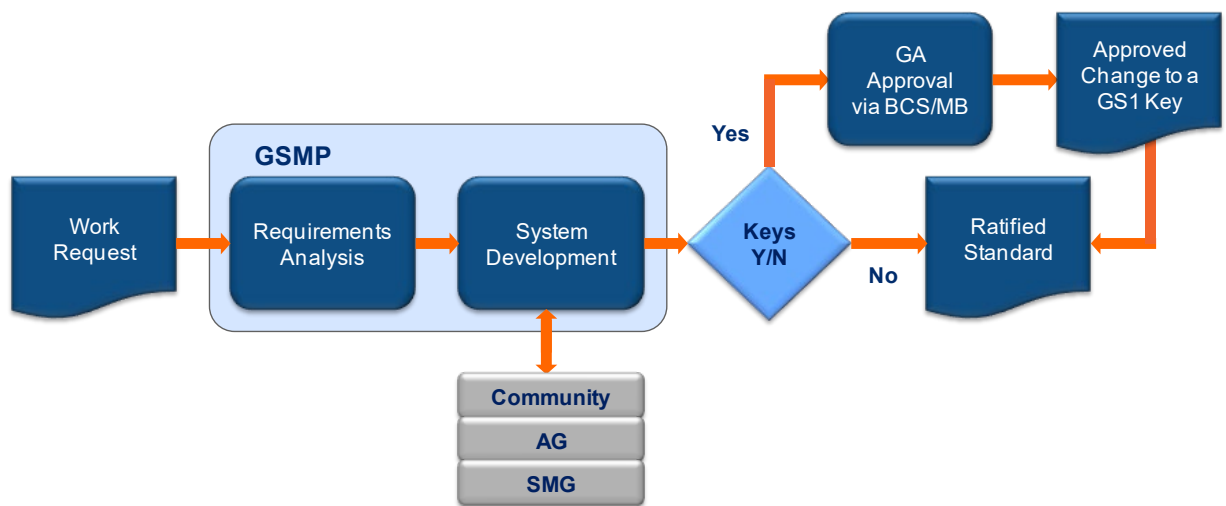 GSMP
Work
Request
Requirements
Analysis
System
Development
Community
AG
SMG
Keys
Y/N
Yes
No
GA
Approval
via BCS/MB
Approved
Change to a
GS1 Key
Ratified
Standard